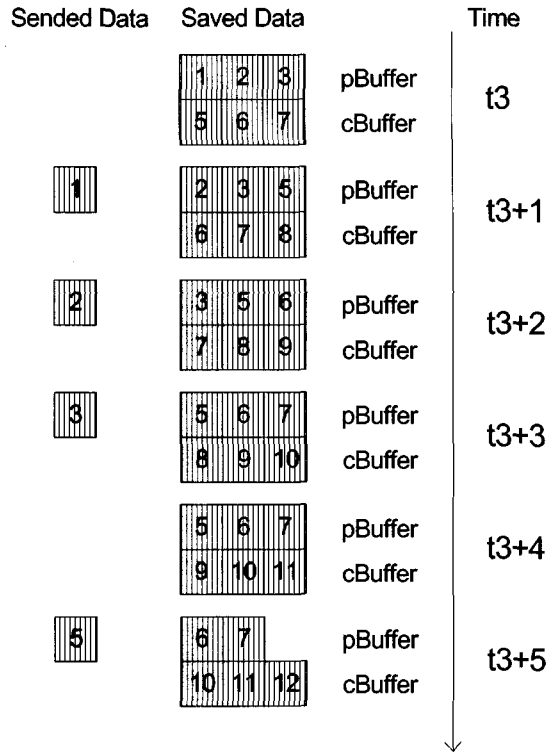 Sended Data Saved Data Time
1 2 3 pBuffer
t3
5 6 7 cBuffer
1 2 3 5 pBuffer
t3+1
6 7 8 cBuffer
2 3 5 6 pBuffer
t3+2
7 8 9 cBuffer
3 5 6 7 pBuffer
t3+3
8 9 10 cBuffer
5 6 7 pBuffer
t3+4
9 10 11 cBuffer
5 6 7 pBuffer
t3+5
10 11 12 cBuffer